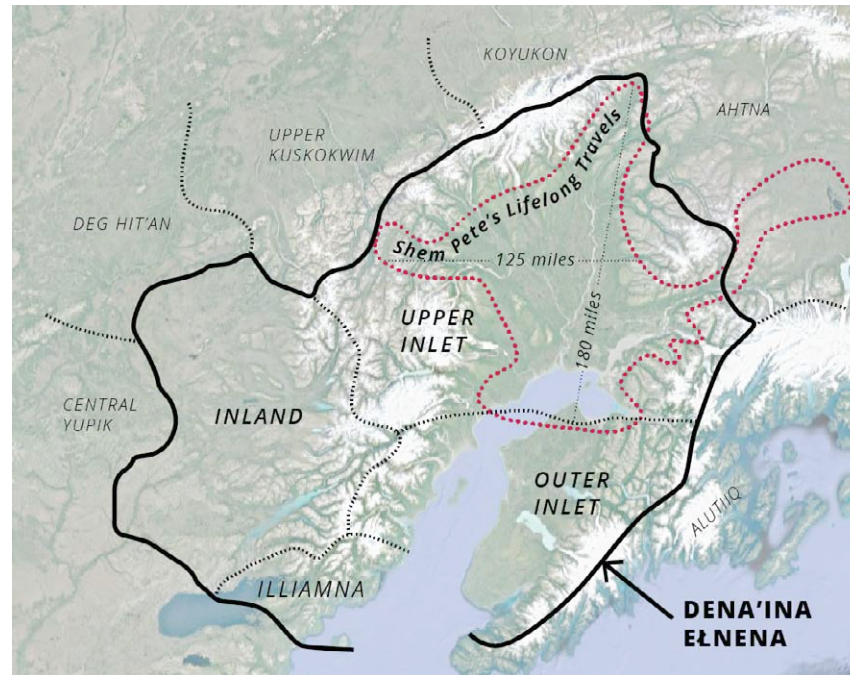 KOYUKON
AHTNA
UPPER
KUSKOKWIM
DEG HIT'AN
Shem Pete's Lifelong Travels
125 miles
180 miles
UPPER
INLET
CENTRAL
YUPIK
INLAND
OUTER
INLET
ALUTIIQ
ILLIAMNA
DENA'INA
EŁNENA